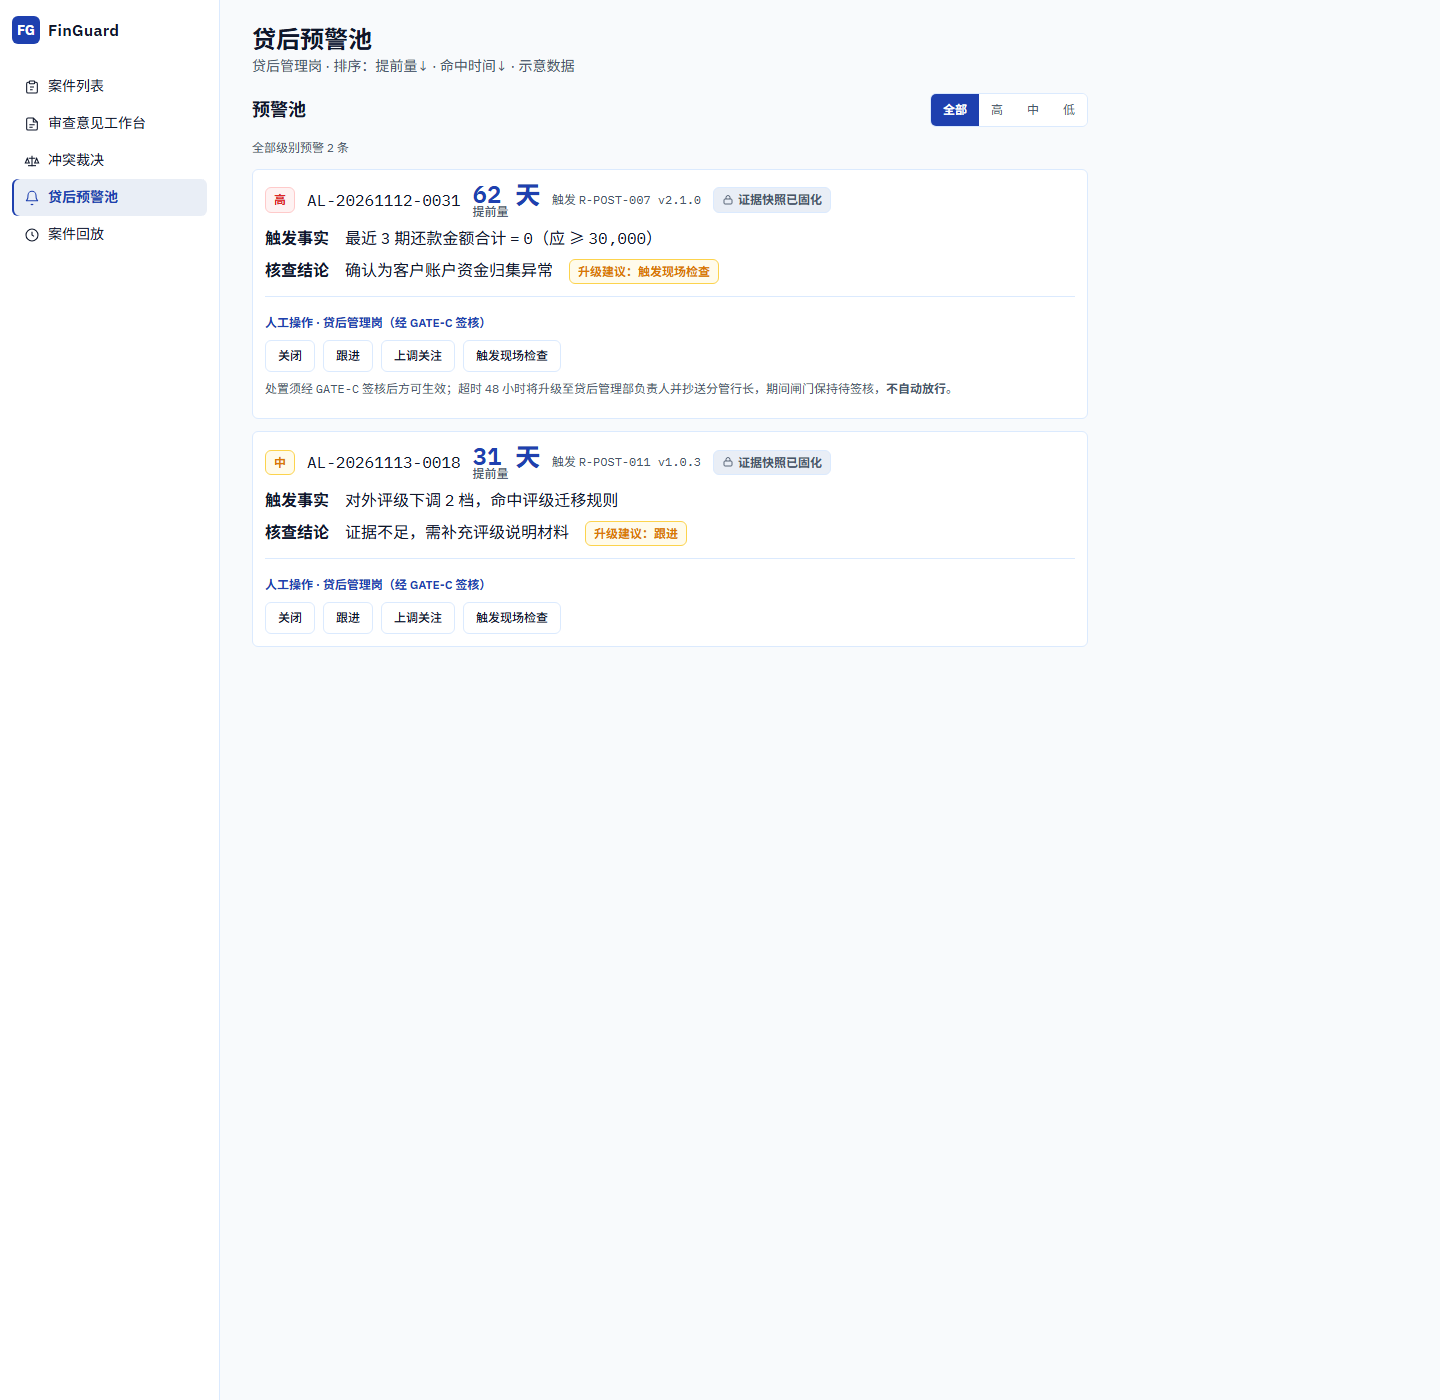 FG FinGuard
案件列表
审查意见工作台
冲突裁决
贷后预警池
案件回放
贷后预警池
贷后管理岗 · 排序：提前量↓ · 命中时间↓ · 示意数据
预警池
全部 高 中 低
全部级别预警 2 条
高 AL-20261112-0031 62 天 提前量 触发 R-POST-007 v2.1.0 证据快照已固化
触发事实 最近 3 期还款金额合计 = 0（应 ≥ 30,000）
核查结论 确认为客户账户资金归集异常 升级建议：触发现场检查
人工操作 · 贷后管理岗（经 GATE-C 签核）
关闭 跟进 上调关注 触发现场检查
处置须经 GATE-C 签核后方可生效；超时 48 小时将升级至贷后管理部负责人并抄送分管行长，期间闸门保持待签核，不自动放行。
中 AL-20261113-0018 31 天 提前量 触发 R-POST-011 v1.0.3 证据快照已固化
触发事实 对外评级下调 2 档，命中评级迁移规则
核查结论 证据不足，需补充评级说明材料 升级建议：跟进
人工操作 · 贷后管理岗（经 GATE-C 签核）
关闭 跟进 上调关注 触发现场检查